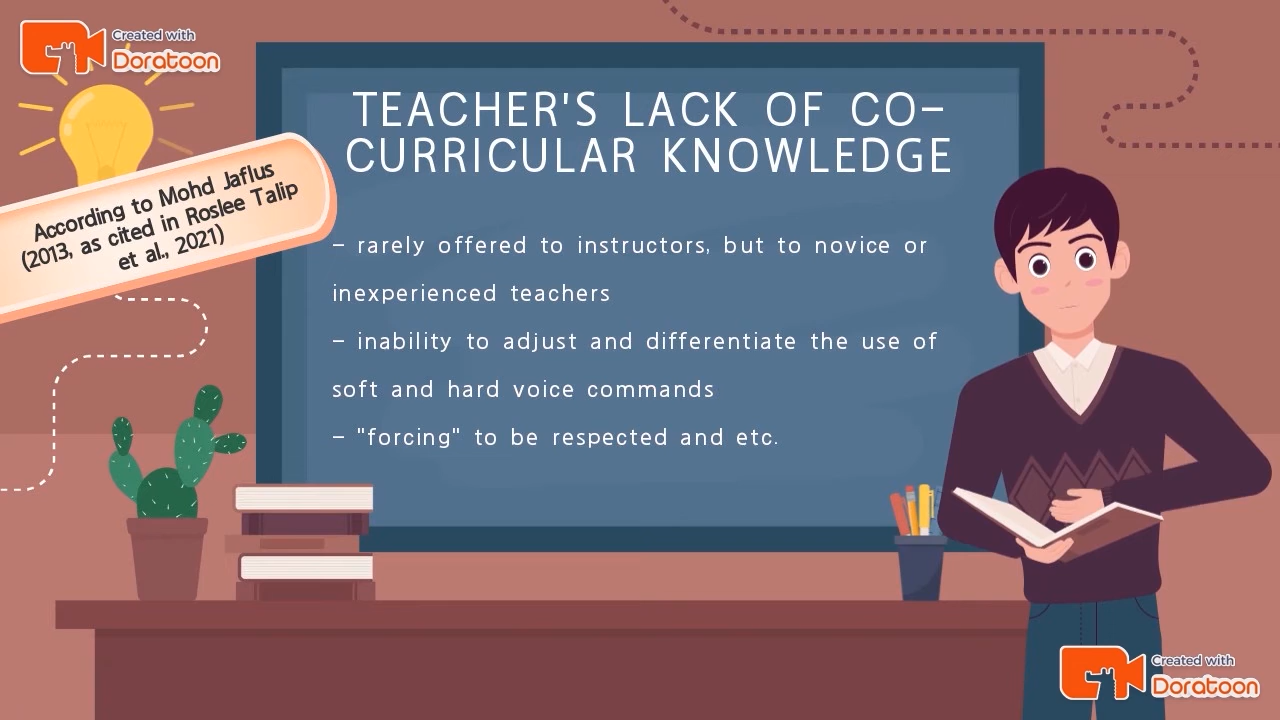 Created with
Doratoon
TEACHER'S LACK OF CO-
CURRICULAR KNOWLEDGE
According to Mohd Jaflus
(2013, as cited in Roslee Talip
et al., 2021)
- rarely offered to instructors, but to novice or
inexperienced teachers
- inability to adjust and differentiate the use of
soft and hard voice commands
- "forcing" to be respected and etc.
Created with
Doratoon